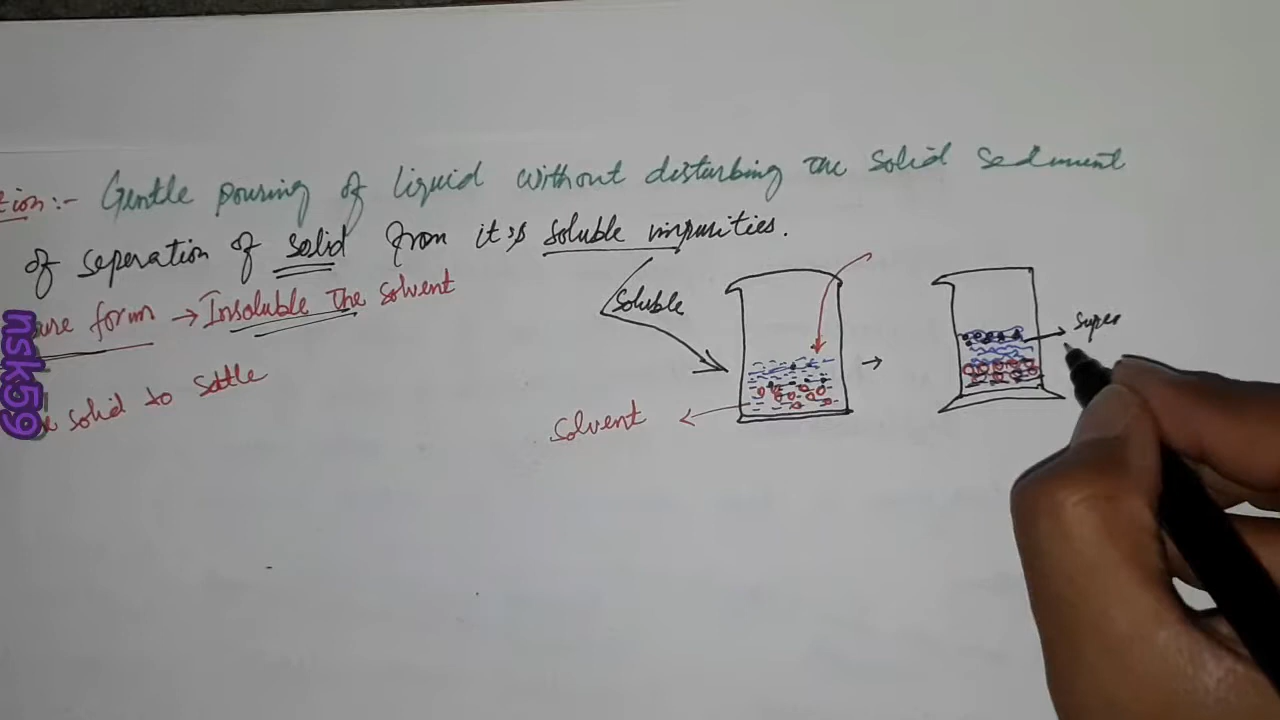 tion:- Gentle pouring of liquid without disturbing the solid sediment
of seperation of solid from it's soluble impurities.
ure form → Insoluble The solvent
solid to settle
Soluble
Solvent
Super
nsk59